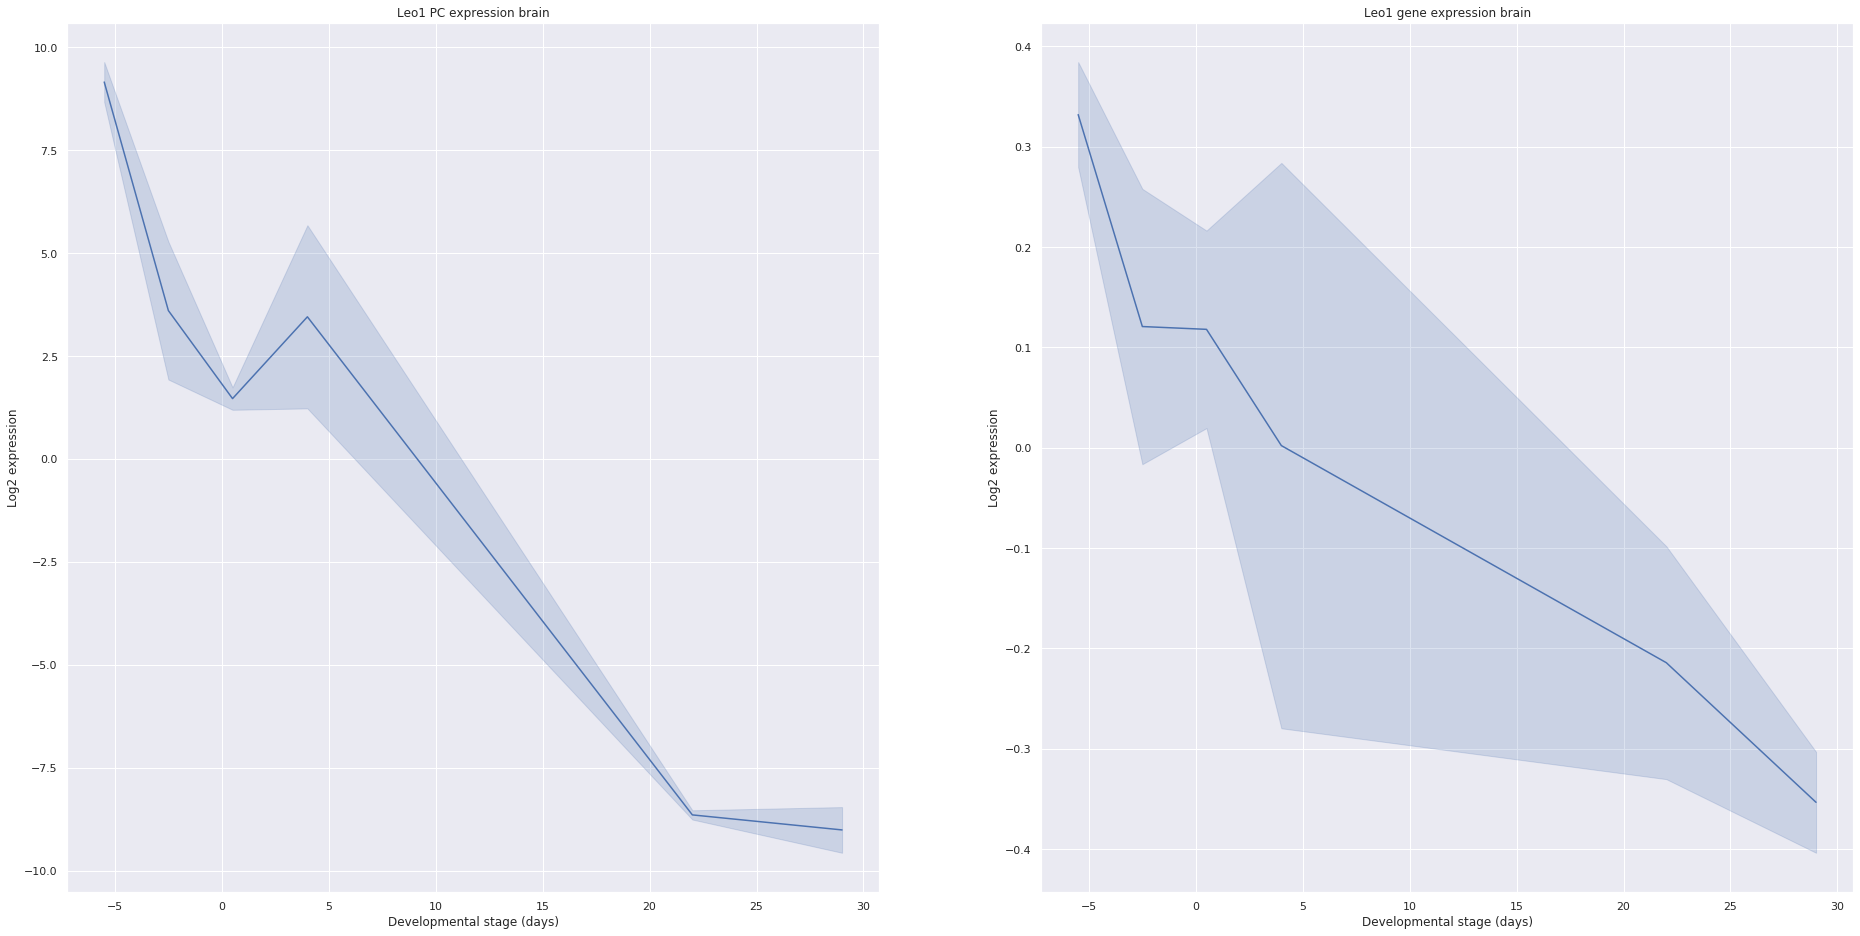 Leo1 PC expression brain
10.0
7.5
5.0
2.5
0.0
−2.5
−5.0
−7.5
−10.0
Log2 expression
−5 0 5 10 15 20 25 30
Developmental stage (days)
Leo1 gene expression brain
0.4
0.3
0.2
0.1
0.0
−0.1
−0.2
−0.3
−0.4
Log2 expression
−5 0 5 10 15 20 25 30
Developmental stage (days)